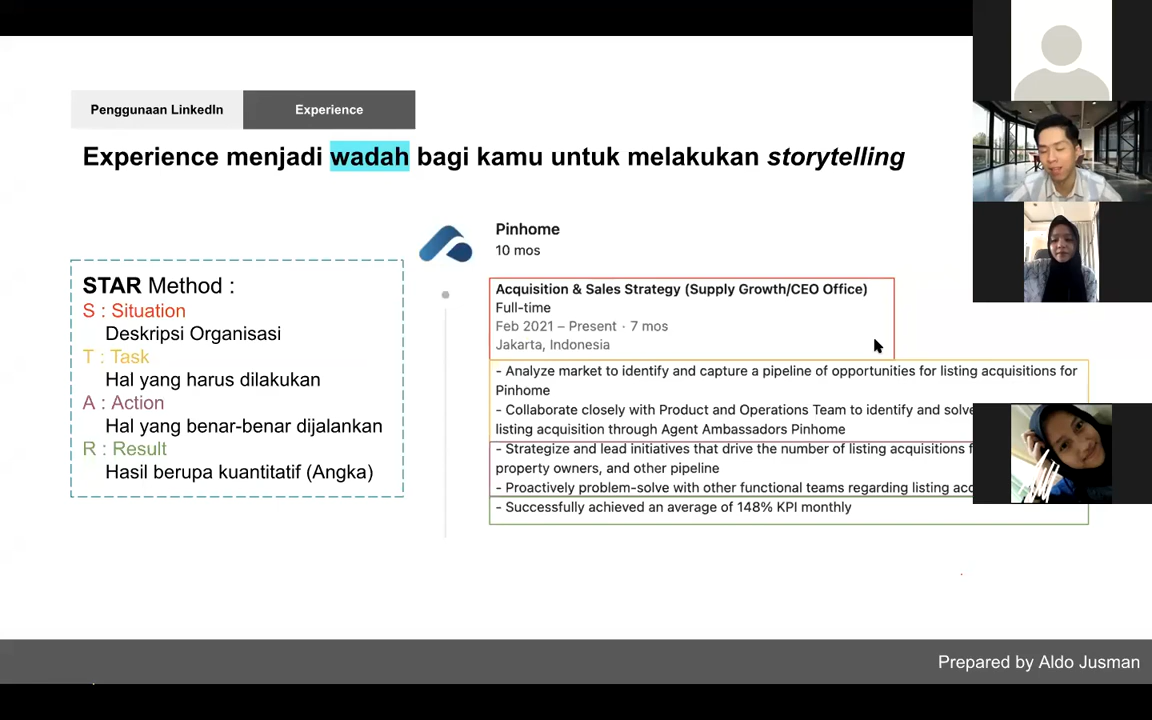 Penggunaan LinkedIn
Experience
Experience menjadi wadah bagi kamu untuk melakukan storytelling
STAR Method :
S : Situation
Deskripsi Organisasi
T : Task
Hal yang harus dilakukan
A : Action
Hal yang benar-benar dijalankan
R : Result
Hasil berupa kuantitatif (Angka)
Pinhome
10 mos
Acquisition & Sales Strategy (Supply Growth/CEO Office)
Full-time
Feb 2021 – Present · 7 mos
Jakarta, Indonesia
- Analyze market to identify and capture a pipeline of opportunities for listing acquisitions for
Pinhome
- Collaborate closely with Product and Operations Team to identify and solve
listing acquisition through Agent Ambassadors Pinhome
- Strategize and lead initiatives that drive the number of listing acquisitions
property owners, and other pipeline
- Proactively problem-solve with other functional teams regarding listing
- Successfully achieved an average of 148% KPI monthly
Prepared by Aldo Jusman